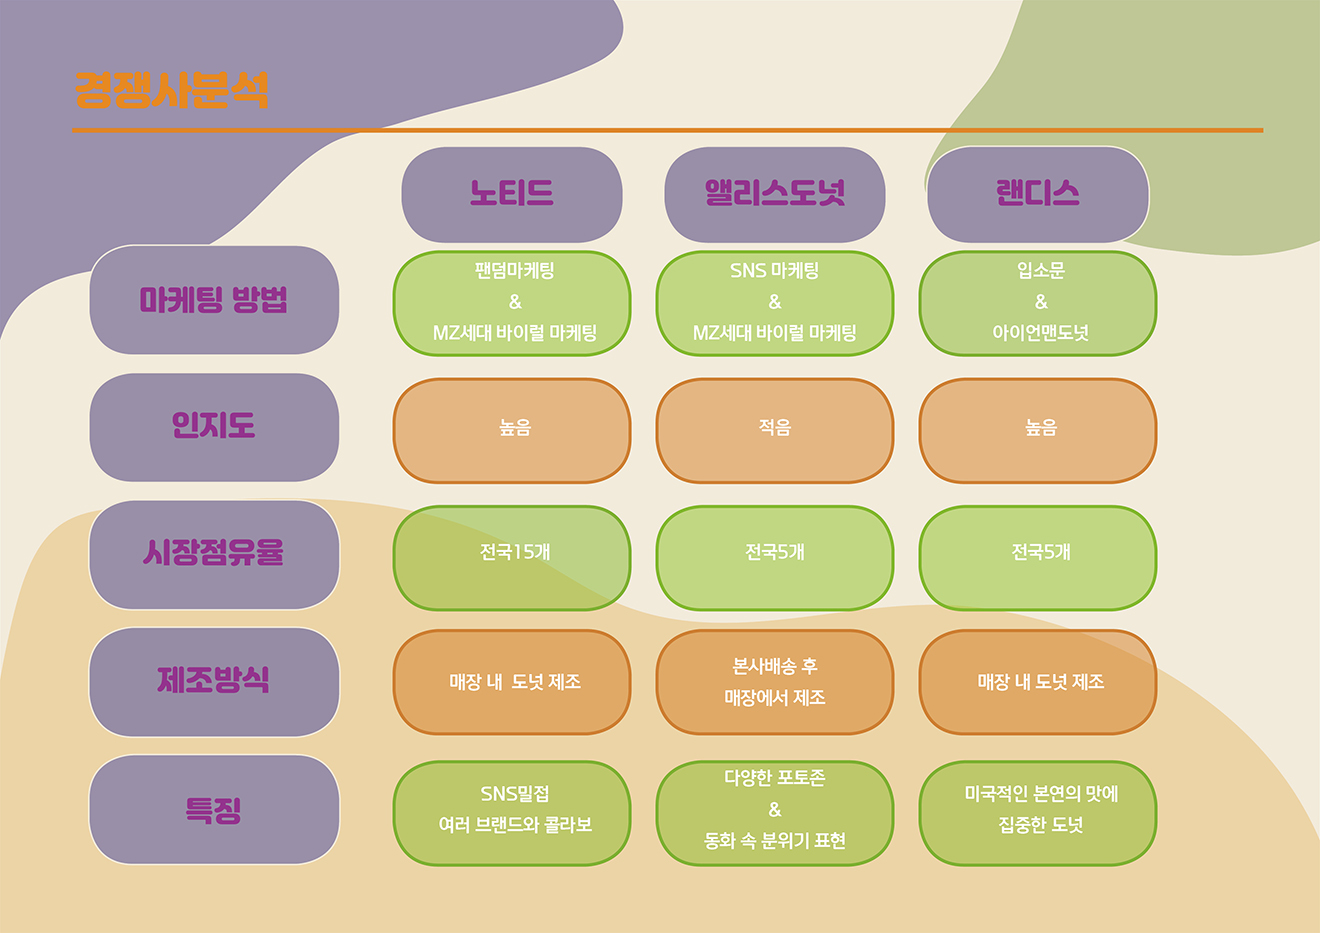 경쟁사분석
노티드
앨리스도넛
랜디스
마케팅 방법
팬덤마케팅
&
MZ세대 바이럴 마케팅
SNS 마케팅
&
MZ세대 바이럴 마케팅
입소문
&
아이언맨도넛
인지도
높음
적음
높음
시장점유율
전국15개
전국5개
전국5개
제조방식
매장 내 도넛 제조
본사배송 후
매장에서 제조
매장 내 도넛 제조
특징
SNS밀접
여러 브랜드와 콜라보
다양한 포토존
&
동화 속 분위기 표현
미국적인 본연의 맛에
집중한 도넛